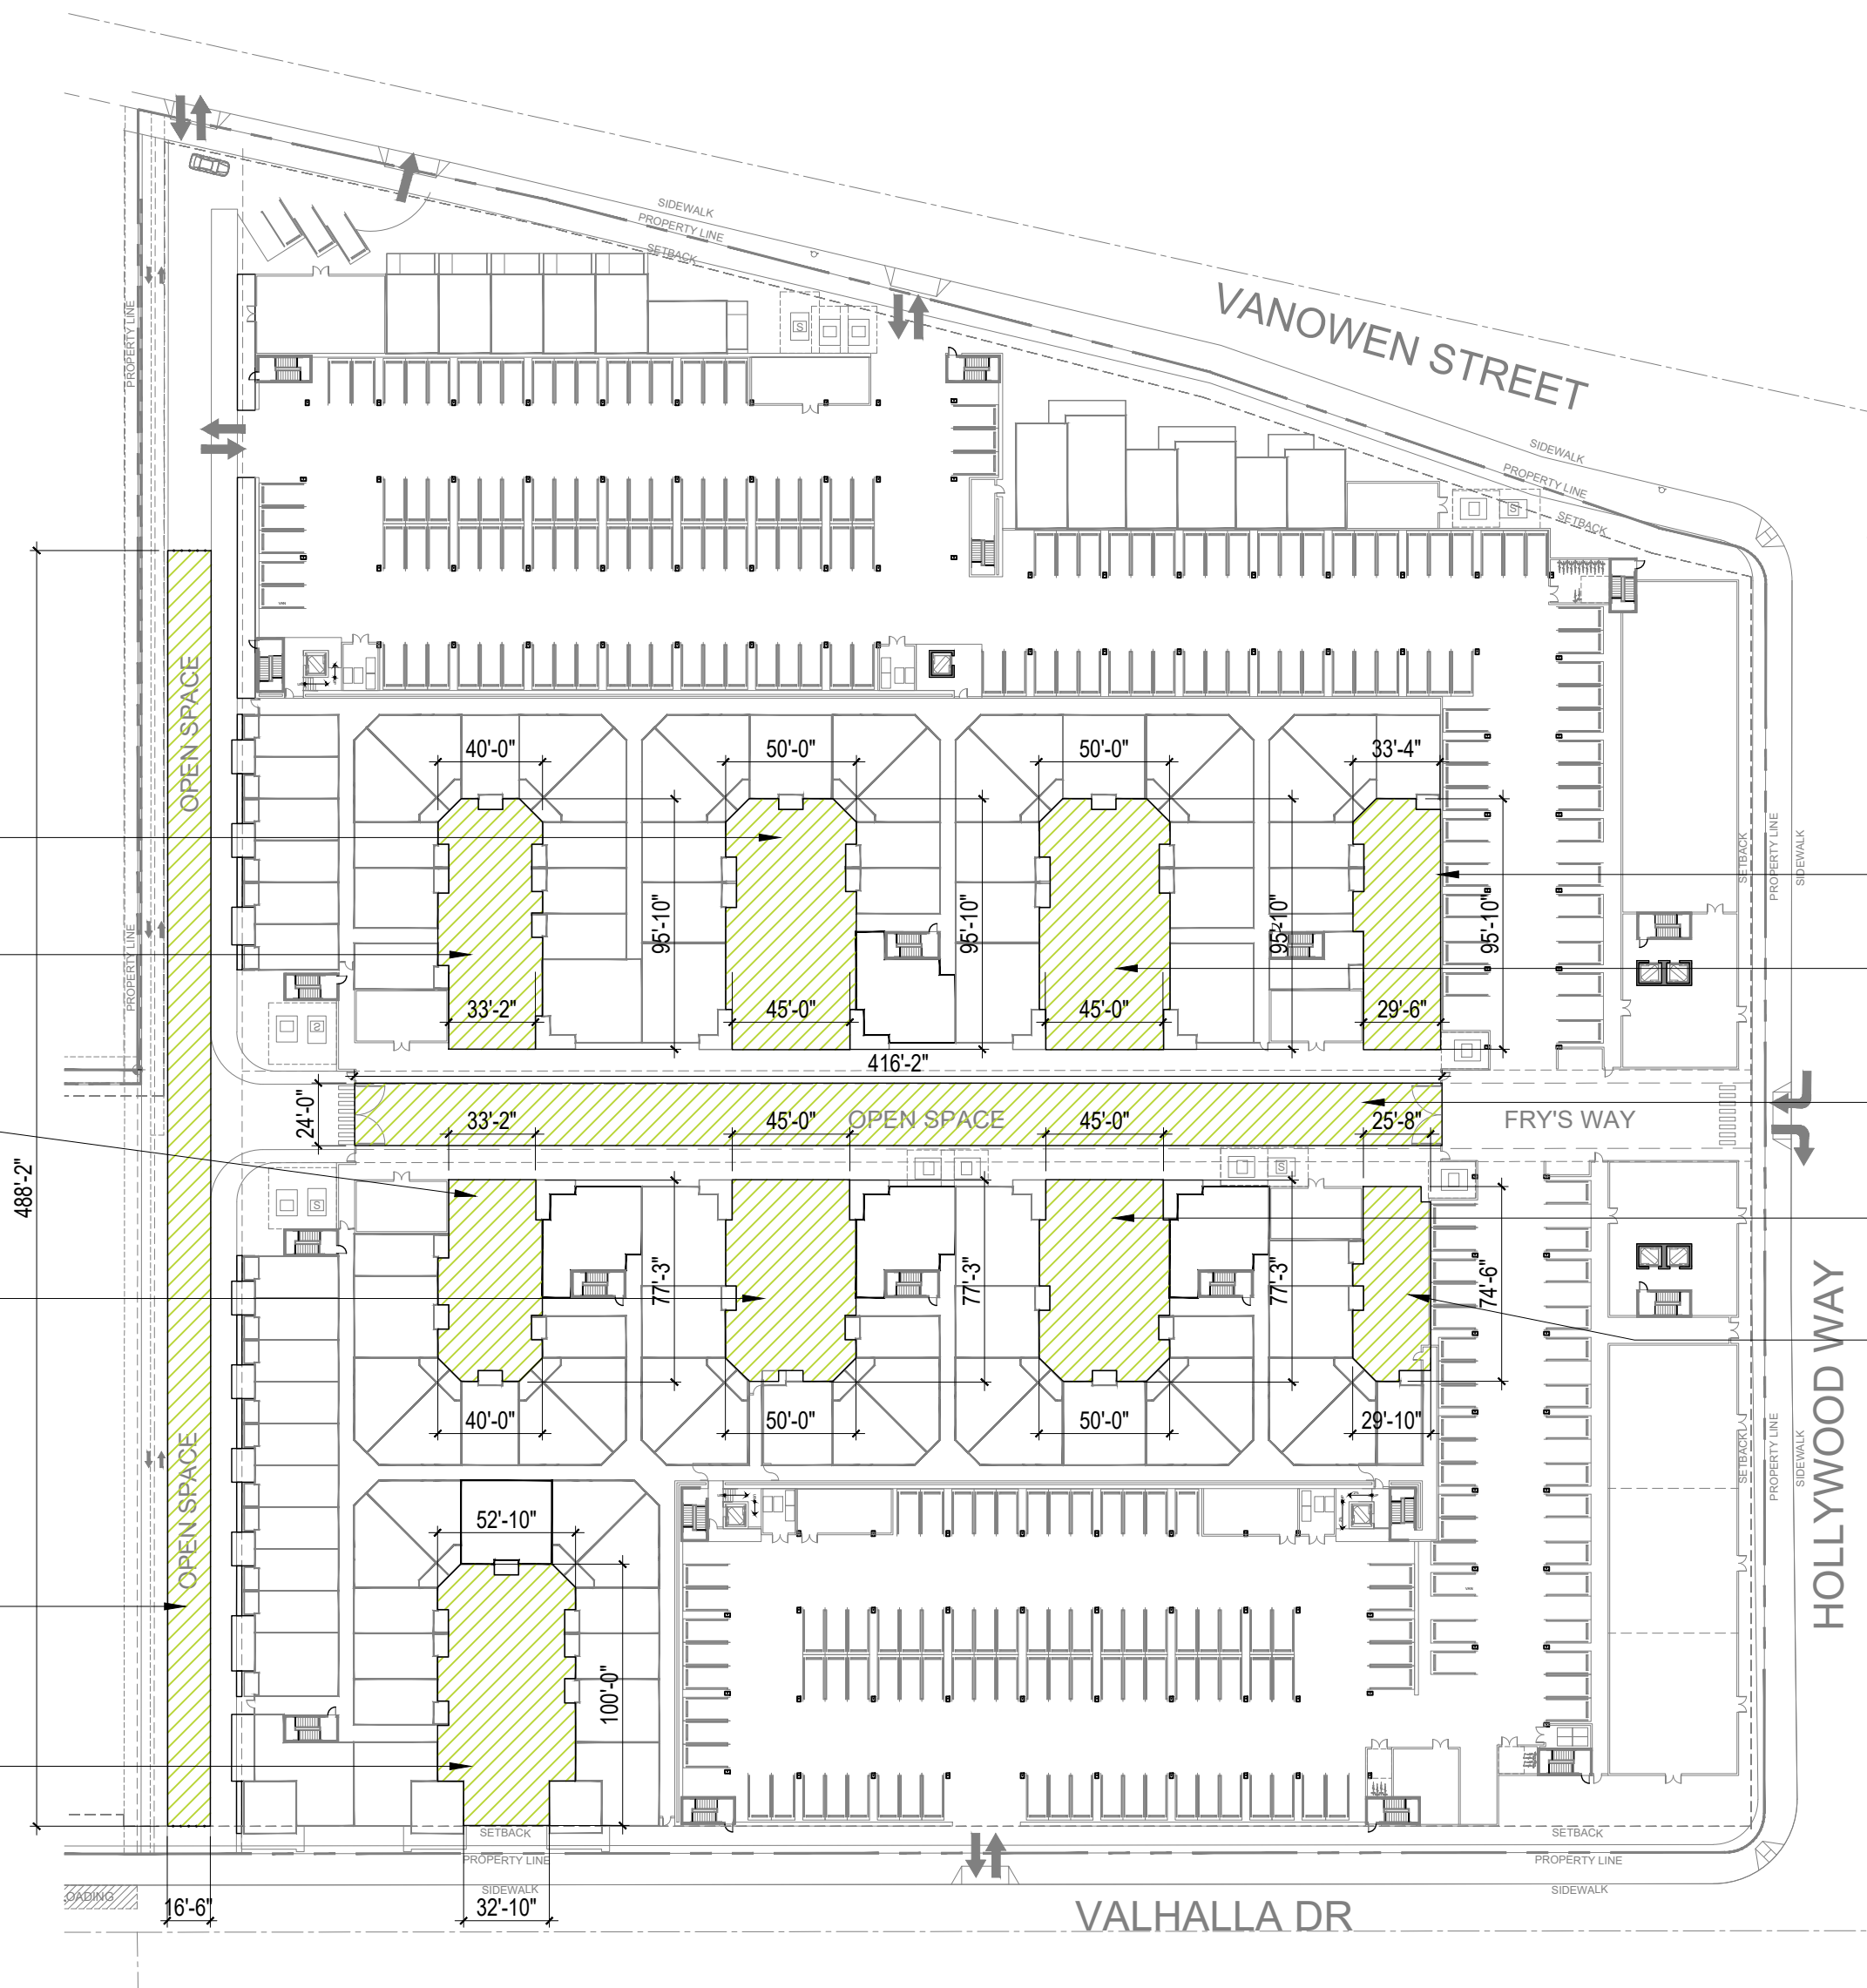 SIDEWALK
PROPERTY LINE
SETBACK
VANOWEN STREET
PROPERTY LINE
SIDEWALK
PROPERTY LINE
SETBACK
S
S
OPEN SPACE
40'-0"
50'-0"
50'-0"
33'-4"
SETBACK
PROPERTY LINE
SIDEWALK
95'-10"
95'-10"
95'-10"
95'-10"
PROPERTY LINE
33'-2"
45'-0"
45'-0"
29'-6"
S
416'-2"
24'-0"
33'-2"
45'-0"
OPEN SPACE
45'-0"
25'-8"
FRY'S WAY
488'-2"
S
S
77'-3"
77'-3"
77'-3"
74'-6"
HOLLYWOOD WAY
40'-0"
50'-0"
50'-0"
29'-10"
SETBACK
PROPERTY LINE
SIDEWALK
OPEN SPACE
52'-10"
100'-0"
SETBACK
SETBACK
PROPERTY LINE
PROPERTY LINE
SIDEWALK
SIDEWALK
OADING
16'-6"
32'-10"
VALHALLA DR